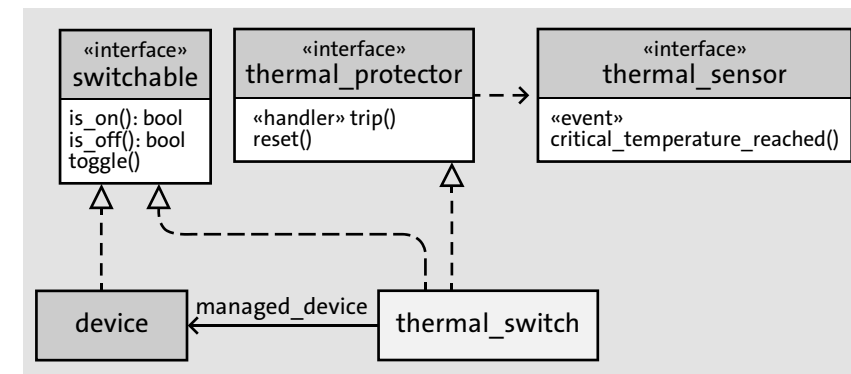 «interface»
switchable
is_on(): bool
is_off(): bool
toggle()
«interface»
thermal_protector
«handler» trip()
reset()
«interface»
thermal_sensor
«event»
critical_temperature_reached()
device
managed_device
thermal_switch